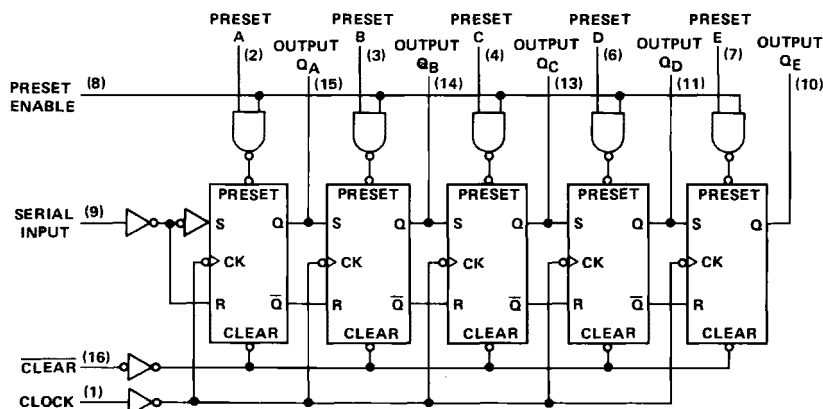 PRESET A (2)
OUTPUT QA (15)
PRESET B (3)
OUTPUT QB (14)
PRESET C (4)
OUTPUT QC (13)
PRESET D (6)
OUTPUT QD (11)
PRESET E (7)
OUTPUT QE (10)
PRESET ENABLE (8)
SERIAL INPUT (9)
PRESET
S Q
CK
R Q̅
CLEAR
PRESET
S Q
CK
R Q̅
CLEAR
PRESET
S Q
CK
R Q̅
CLEAR
PRESET
S Q
CK
R Q̅
CLEAR
PRESET
S Q
CK
R
CLEAR
C̅L̅E̅A̅R̅ (16)
CLOCK (1)